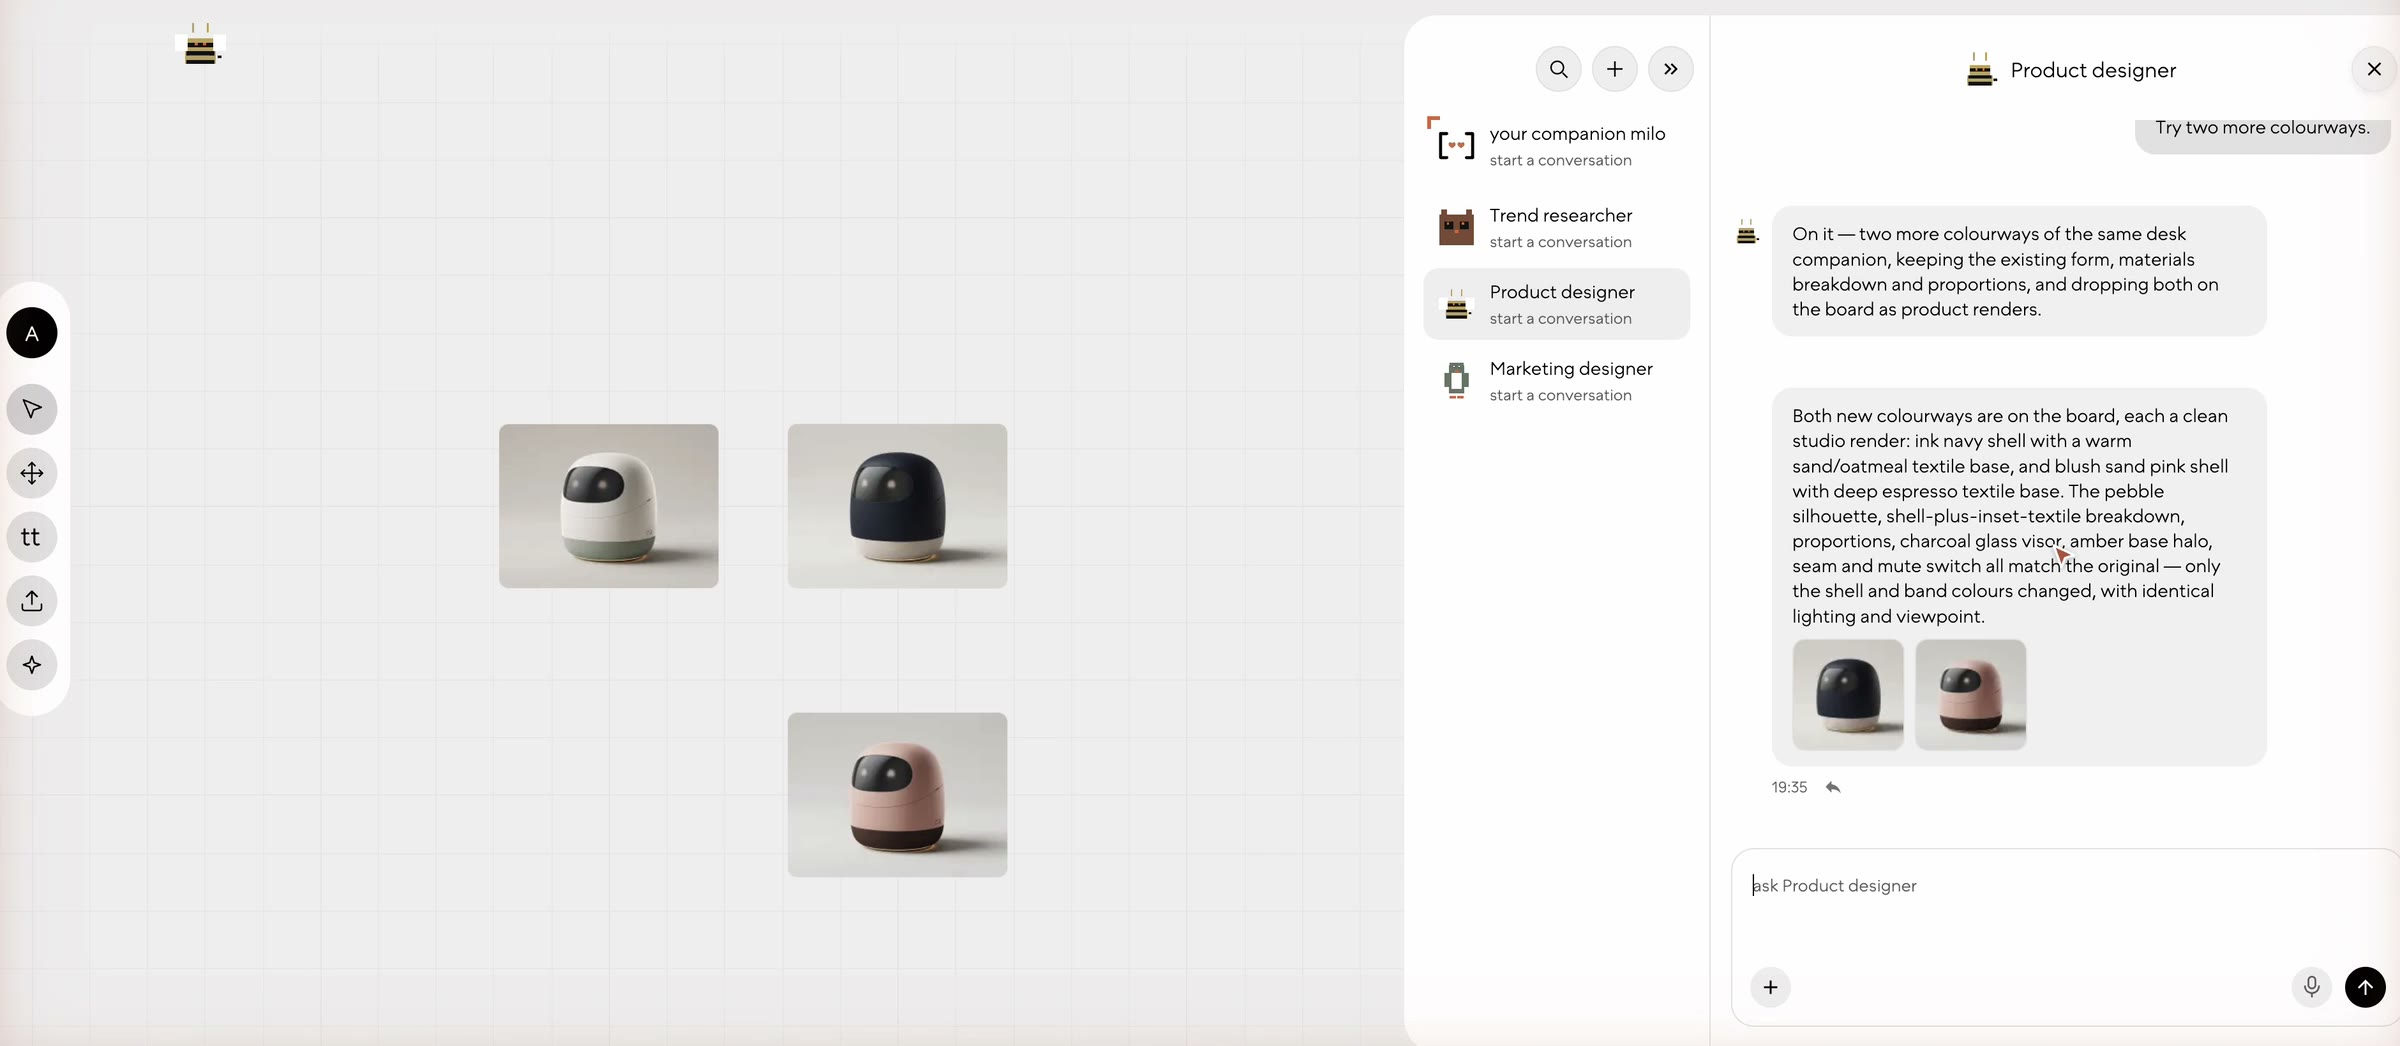 A
tt
your companion milo
start a conversation
Trend researcher
start a conversation
Product designer
start a conversation
Marketing designer
start a conversation
Product designer
Try two more colourways.
On it — two more colourways of the same desk
companion, keeping the existing form, materials
breakdown and proportions, and dropping both on
the board as product renders.
Both new colourways are on the board, each a clean
studio render: ink navy shell with a warm
sand/oatmeal textile base, and blush sand pink shell
with deep espresso textile base. The pebble
silhouette, shell-plus-inset-textile breakdown,
proportions, charcoal glass visor, amber base halo,
seam and mute switch all match the original — only
the shell and band colours changed, with identical
lighting and viewpoint.
19:35
ask Product designer